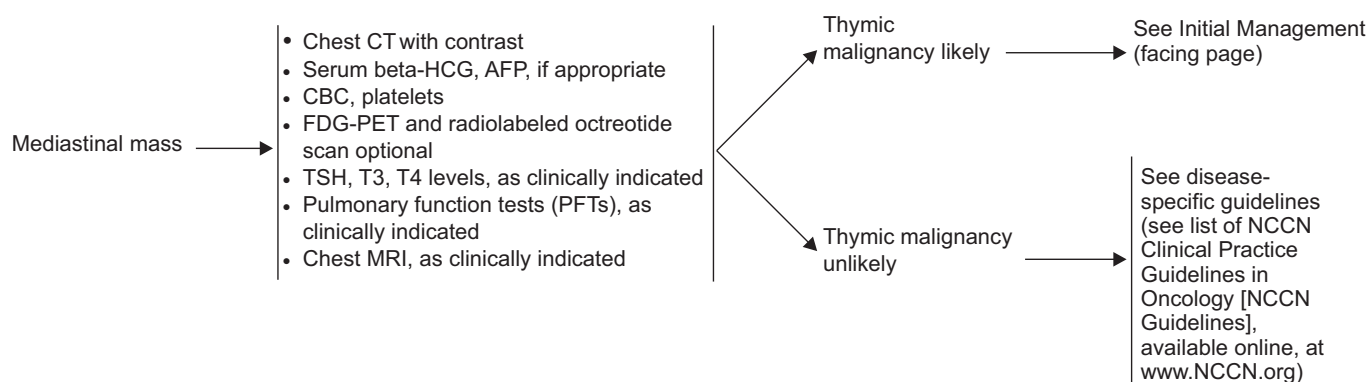 Mediastinal mass
• Chest CT with contrast
• Serum beta-HCG, AFP, if appropriate
• CBC, platelets
• FDG-PET and radiolabeled octreotide
scan optional
• TSH, T3, T4 levels, as clinically indicated
• Pulmonary function tests (PFTs), as
clinically indicated
• Chest MRI, as clinically indicated
Thymic
malignancy likely
See Initial Management
(facing page)
Thymic malignancy
unlikely
See disease-
specific guidelines
(see list of NCCN
Clinical Practice
Guidelines in
Oncology [NCCN
Guidelines],
available online, at
www.NCCN.org)